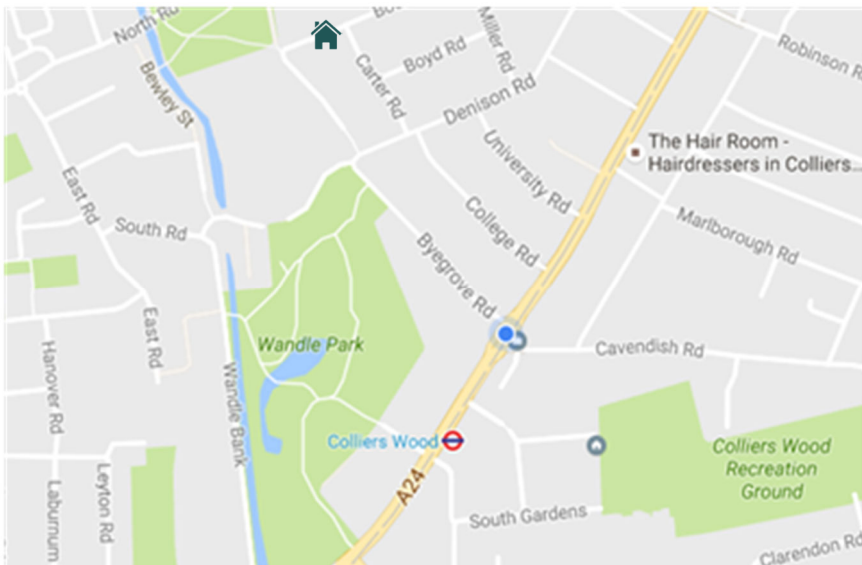 North Rd
Bo
Miller Rd
Boyd Rd
Robinson R
Bewley St
Carter Rd
Denison Rd
The Hair Room -
Hairdressers in Colliers...
University Rd
East Rd
South Rd
College Rd
Marlborough Rd
Byegrove Rd
East Rd
Wandle Park
Cavendish Rd
Hanover Rd
Wandle Bank
Colliers Wood
Colliers Wood
Recreation
Ground
A24
Leyton Rd
Laburnum
South Gardens
Clarendon Rd